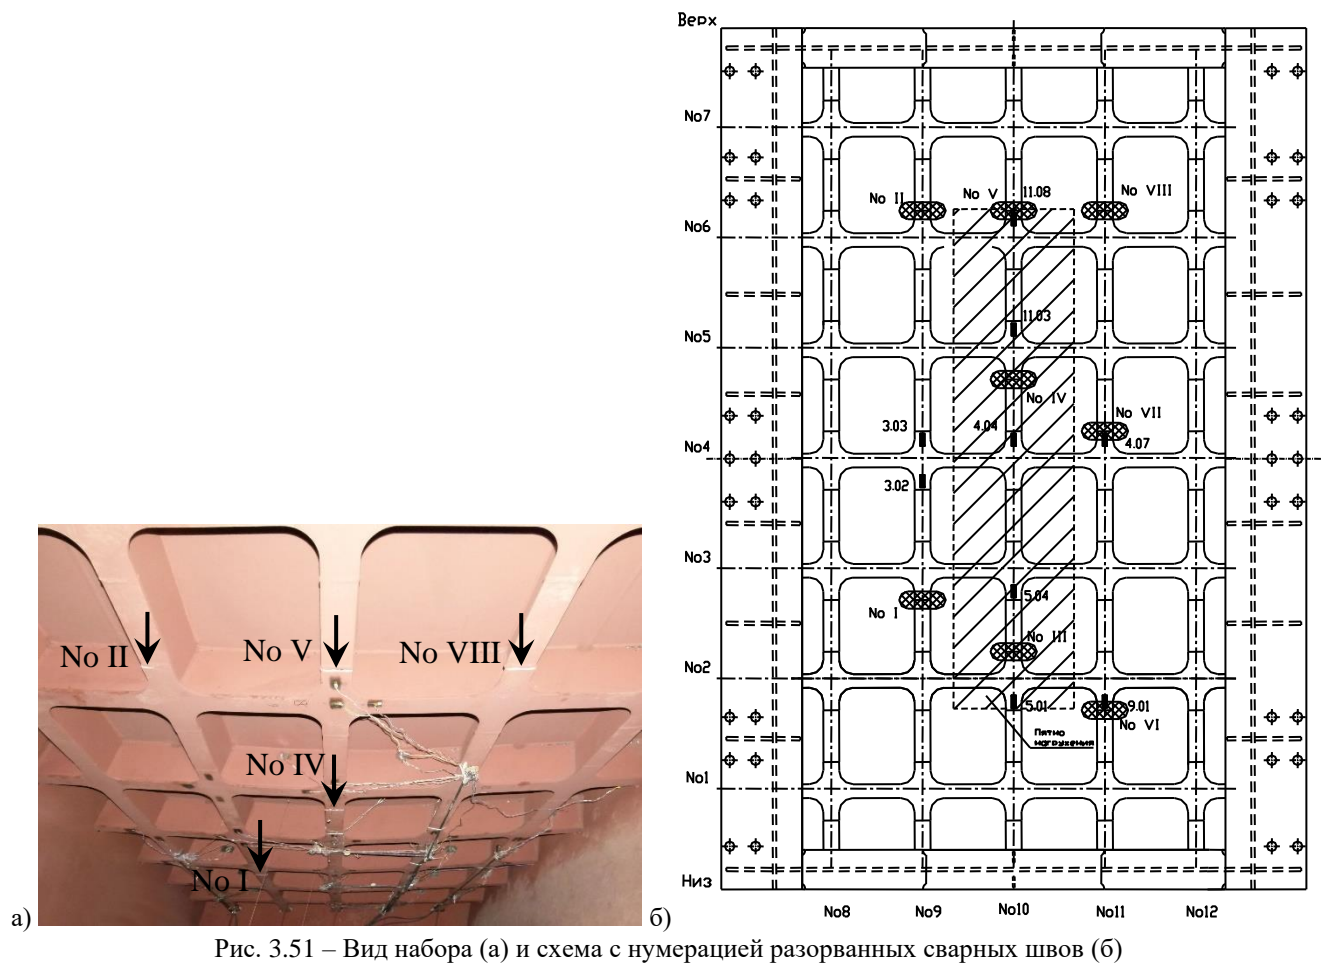 Верх
No7
No II
No V
11.08
No VIII
No6
11.03
No5
No IV
No VII
3.03
4.04
4.07
No4
3.02
No3
5.04
No I
No III
No2
5.01
9.01
No VI
Пятно
нагружения
No1
Низ
No8
No9
No10
No11
No12
No II
No V
No VIII
No IV
No I
а)
б)
Рис. 3.51 – Вид набора (а) и схема с нумерацией разорванных сварных швов (б)